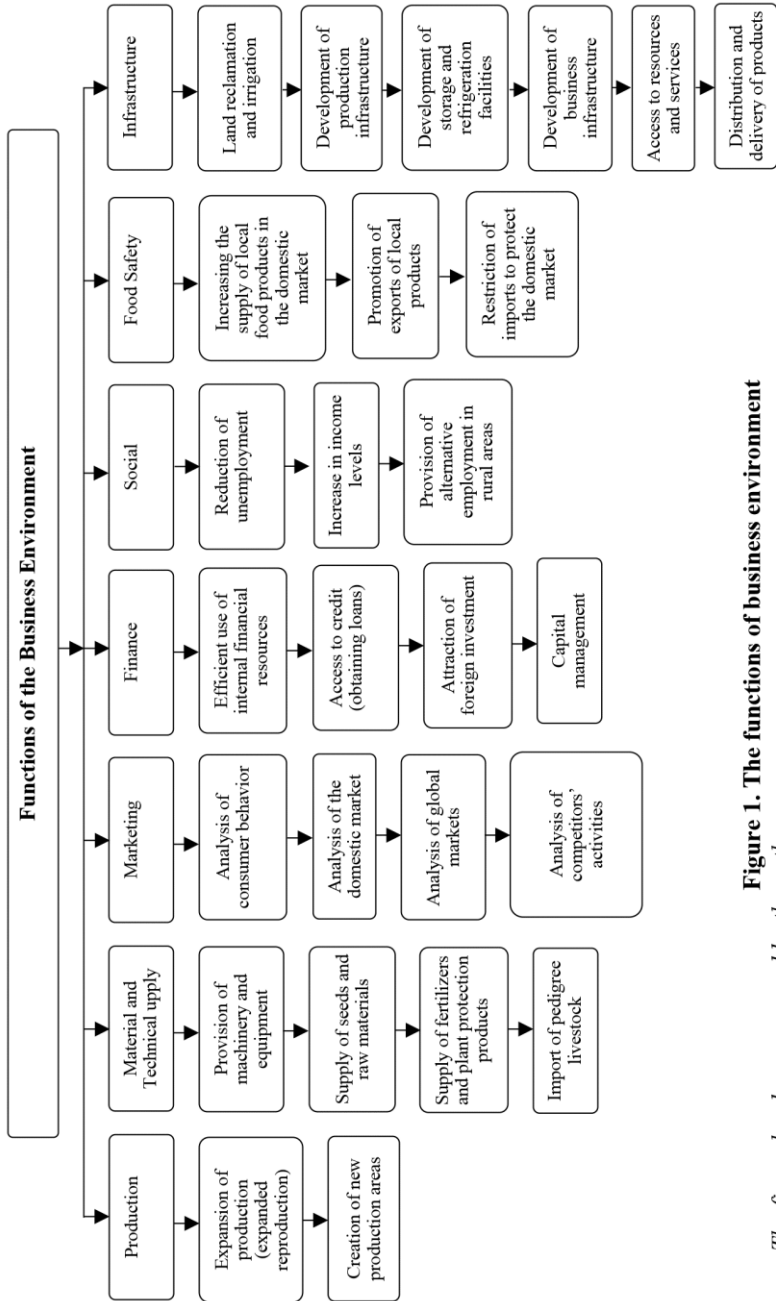 Functions of the Business Environment
Production
Expansion of
production
(expanded
reproduction)
Creation of new
production areas
Material and
Technical upply
Provision of
machinery and
equipment
Supply of seeds and
raw materials
Supply of fertilizers
and plant protection
products
Import of pedigree
livestock
Marketing
Analysis of
consumer behavior
Analysis of the
domestic market
Analysis of global
markets
Analysis of
competitors'
activities
Finance
Efficient use of
internal financial
resources
Access to credit
(obtaining loans)
Attraction of
foreign investment
Capital
management
Social
Reduction of
unemployment
Increase in income
levels
Provision of
alternative
employment in
rural areas
Food Safety
Increasing the
supply of local
food products in
the domestic
market
Promotion of
exports of local
products
Restriction of
imports to protect
the domestic
market
Infrastructure
Land reclamation
and irrigation
Development of
production
infrastructure
Development of
storage and
refrigeration
facilities
Development of
business
infrastructure
Access to resources
and services
Distribution and
delivery of products
Figure 1. The functions of business environment